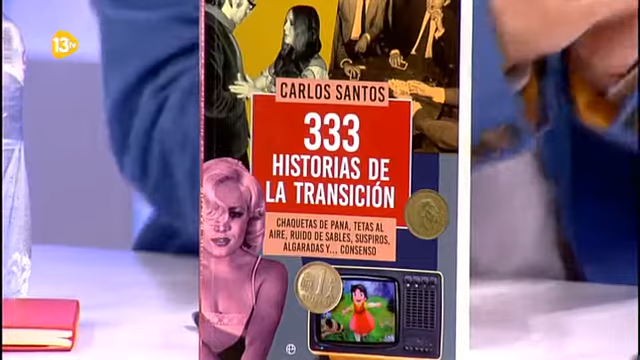 13tv
CARLOS SANTOS
333
HISTORIAS DE
LA TRANSICIÓN
CHAQUETAS DE PANA, TETAS AL
AIRE, RUIDO DE SABLES, SUSPIROS,
ALGARADAS Y... CONSENSO
1